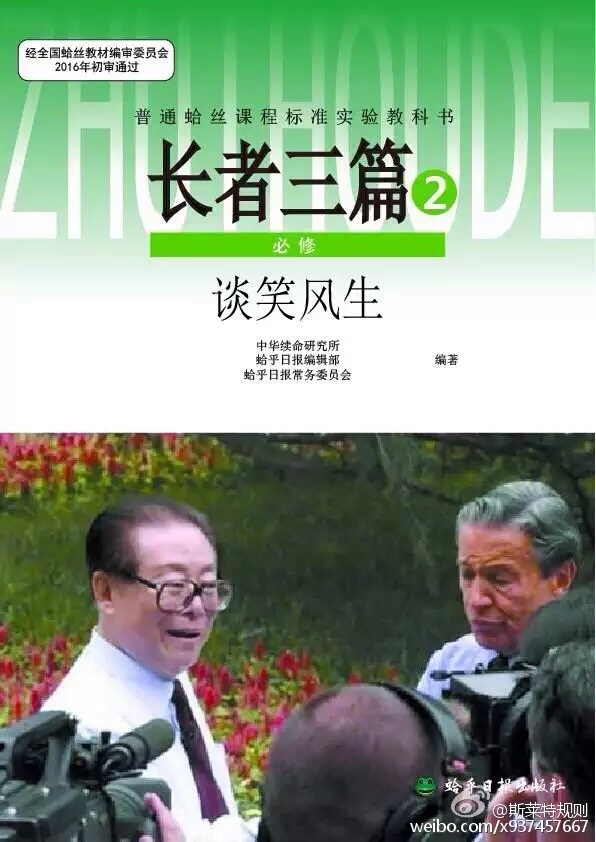 ZHUTHOUDE
经全国蛤丝教材编审委员会
2016年初审通过
普通蛤丝课程标准实验教科书
长者三篇2
必修
谈笑风生
中华续命研究所
蛤乎日报编辑部 编著
蛤乎日报常务委员会
蛤乎日报出版社
@斯莱特规则
weibo.com/x937457667